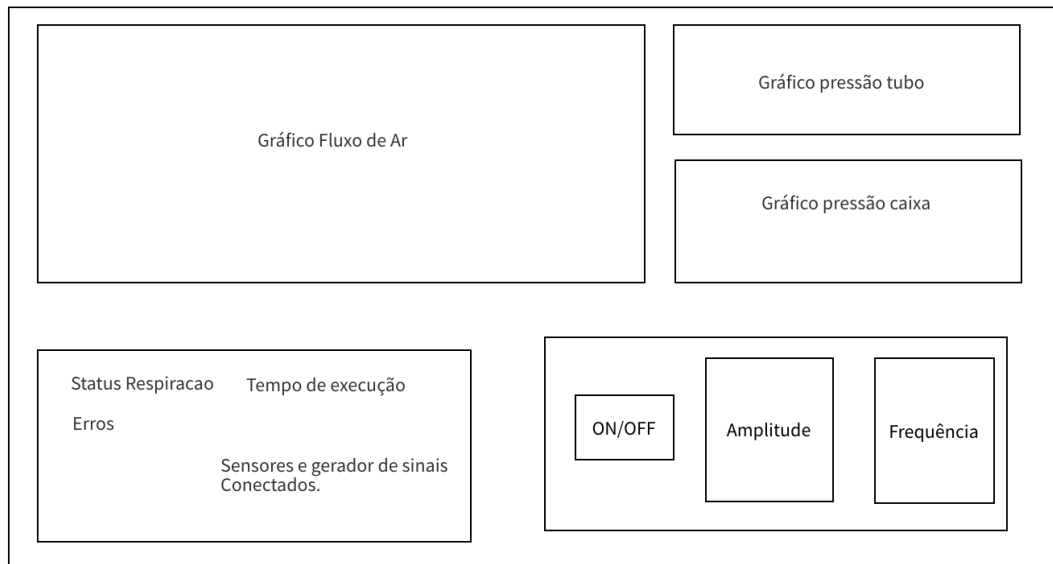 Gráfico Fluxo de Ar
Gráfico pressão tubo
Gráfico pressão caixa
Status Respiracao
Tempo de execução
Erros
Sensores e gerador de sinais
Conectados.
ON/OFF
Amplitude
Frequência